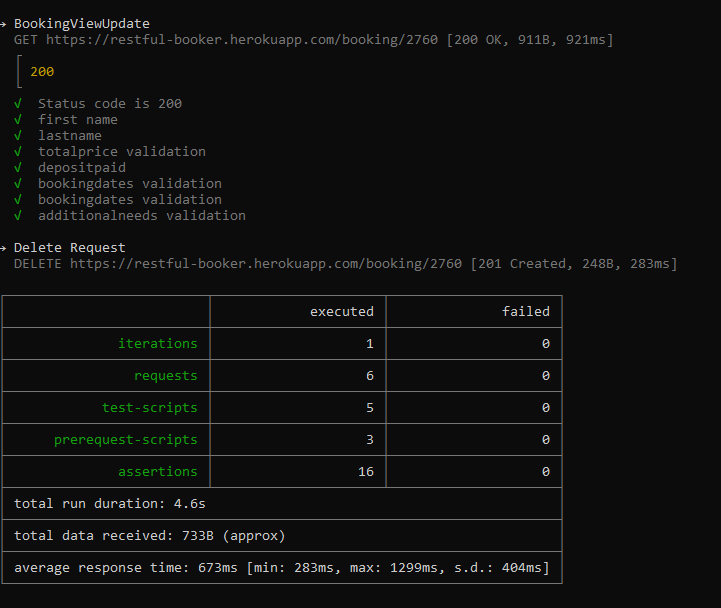 → BookingViewUpdate
GET https://restful-booker.herokuapp.com/booking/2760 [200 OK, 911B, 921ms]
200
√ Status code is 200
√ first name
√ lastname
√ totalprice validation
√ depositpaid
√ bookingdates validation
√ bookingdates validation
√ additionalneeds validation
→ Delete Request
DELETE https://restful-booker.herokuapp.com/booking/2760 [201 Created, 248B, 283ms]
executed failed
iterations 1 0
requests 6 0
test-scripts 5 0
prerequest-scripts 3 0
assertions 16 0
total run duration: 4.6s
total data received: 733B (approx)
average response time: 673ms [min: 283ms, max: 1299ms, s.d.: 404ms]